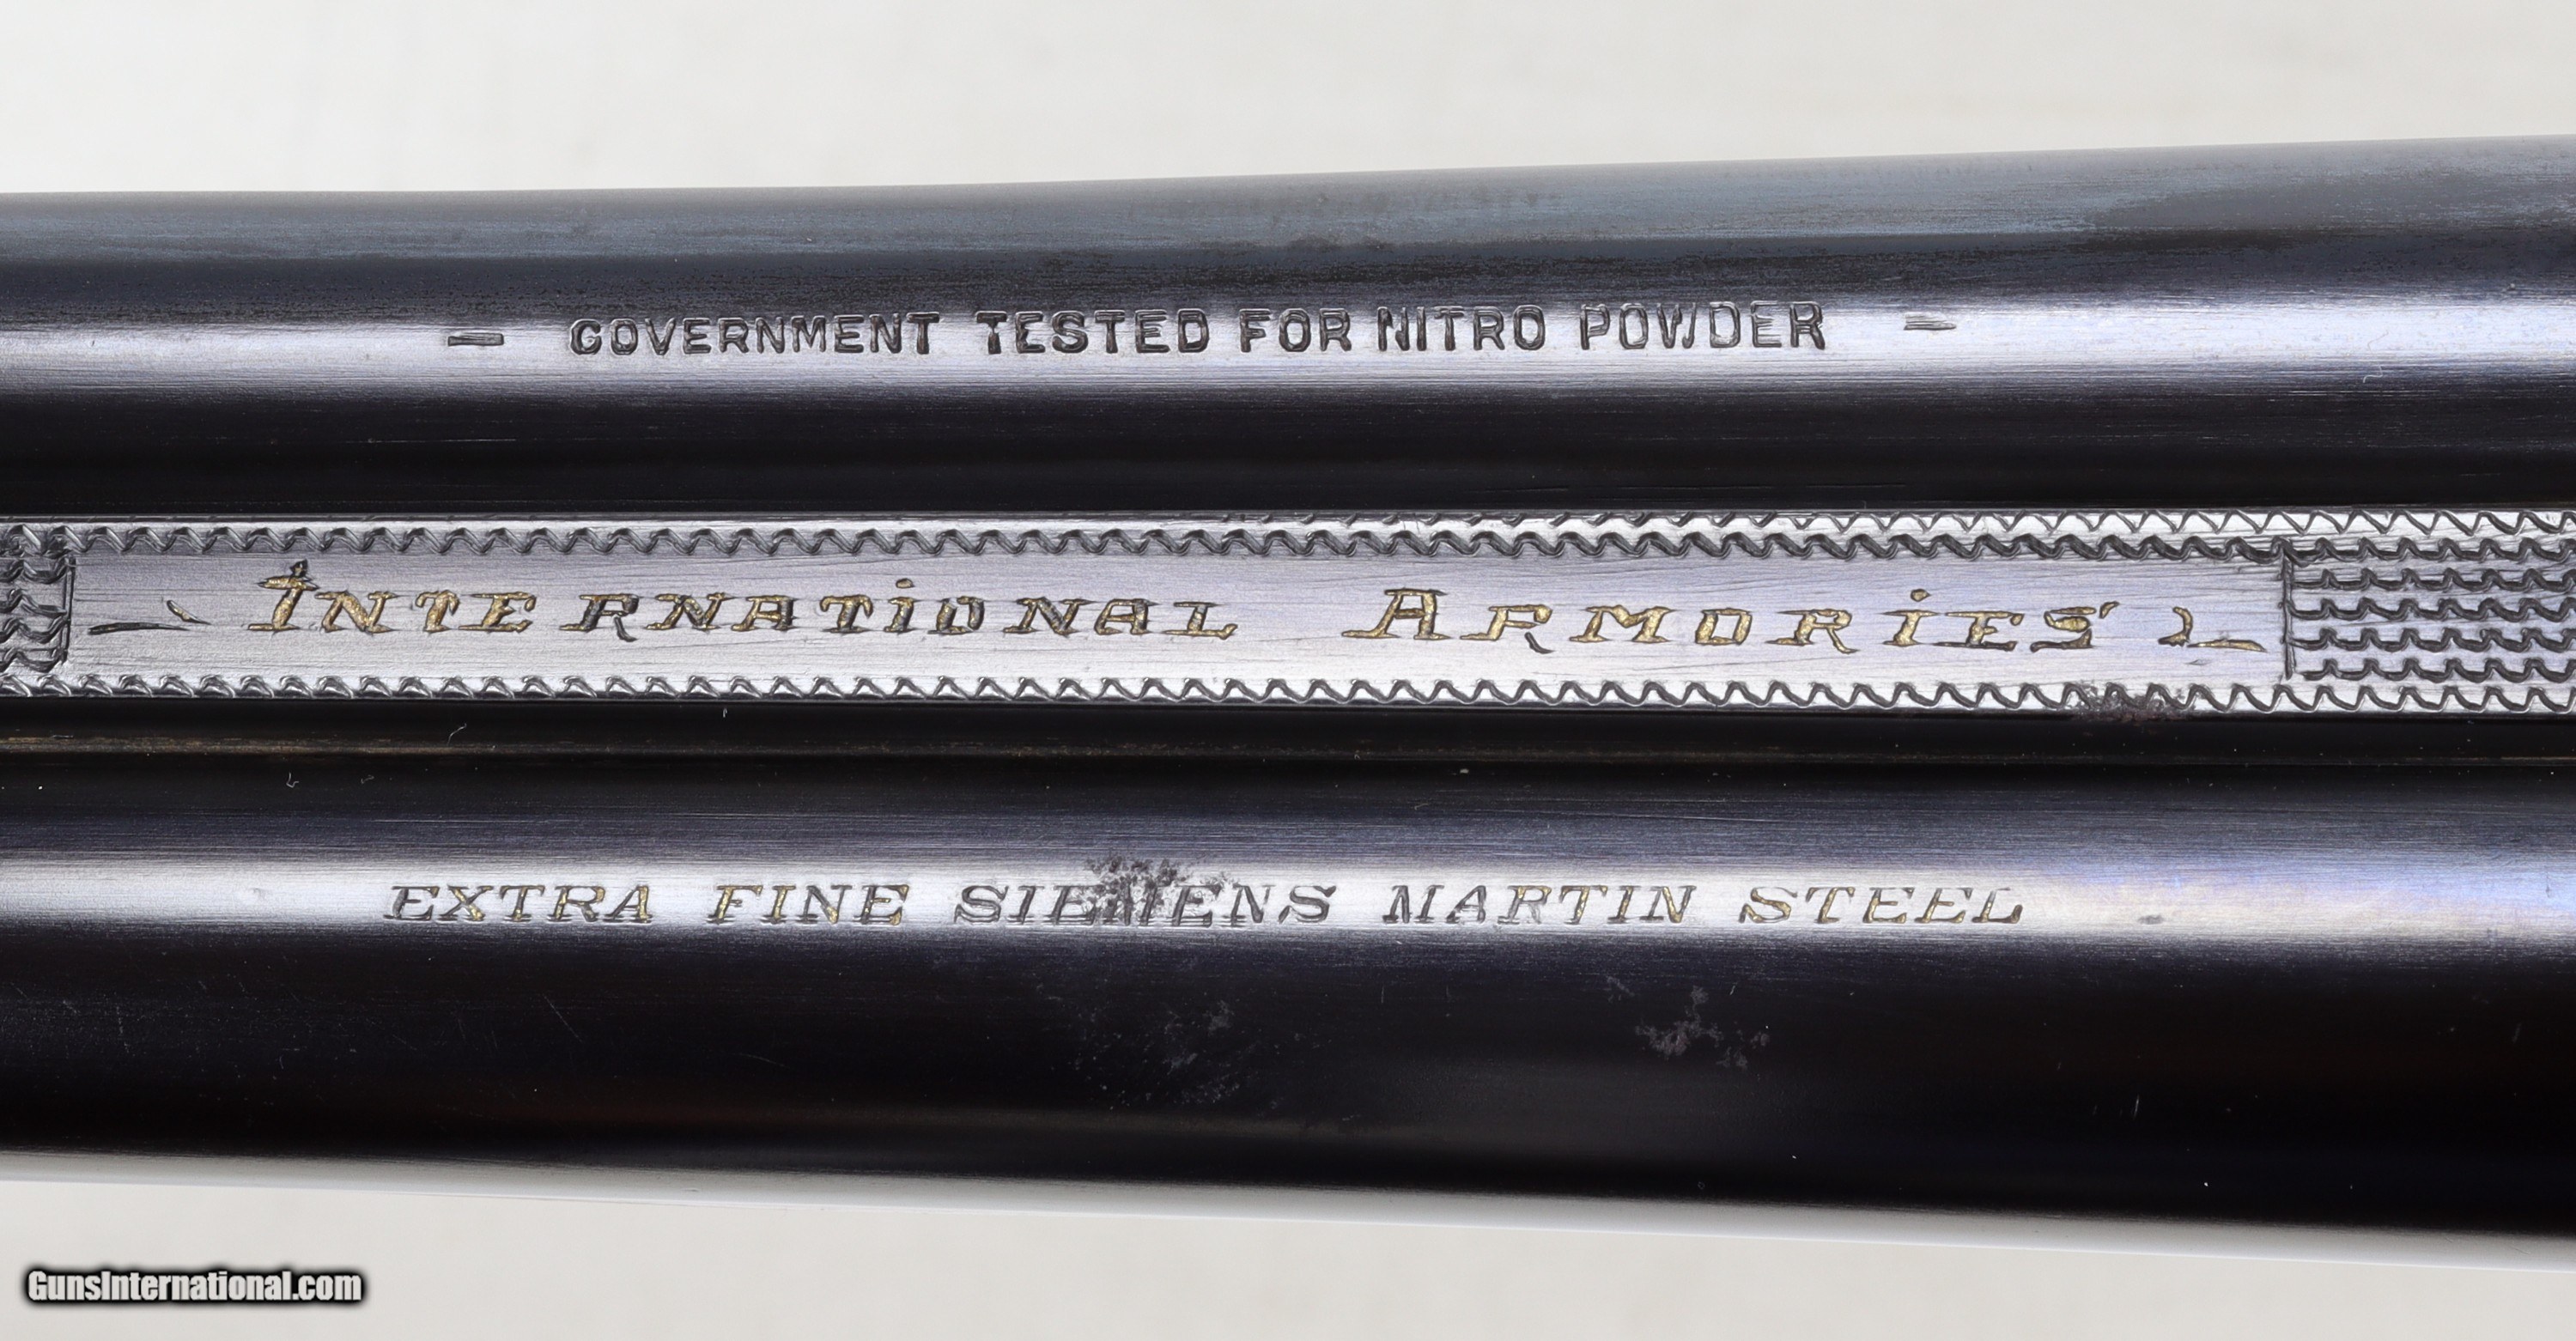 - GOVERNMENT TESTED FOR NITRO POWDER -
INTERNATIONAL ARMORIES
EXTRA FINE SIEMENS MARTIN STEEL
GunsInternational.com